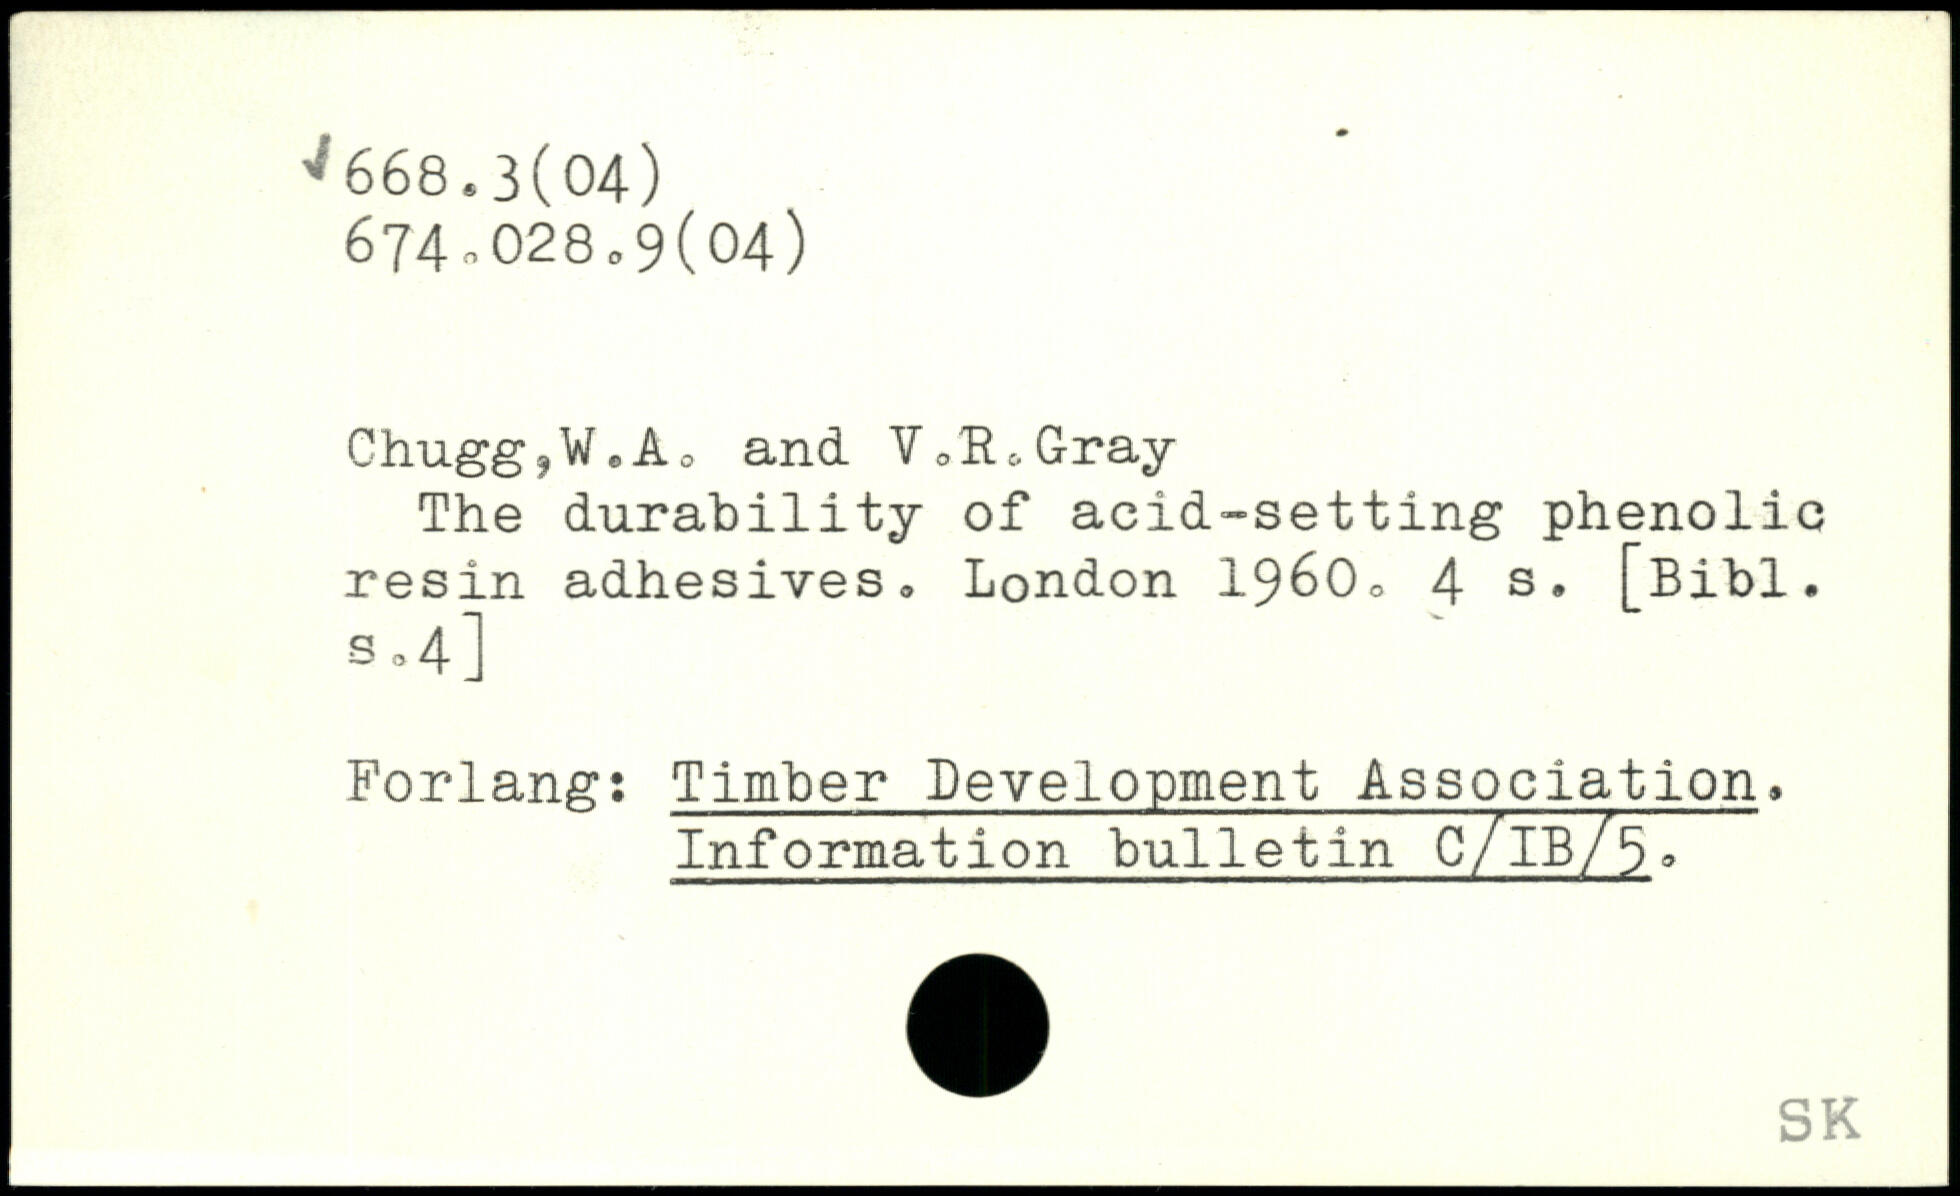 668.3(04)
674.028.9(04)
Chugg,W.A. and V.R.Gray
The durability of acid-setting phenolic
resin adhesives. London 1960. 4 s. [Bibl.
s.4]
Forlang: Timber Development Association.
Information bulletin C/IB/5.
SK